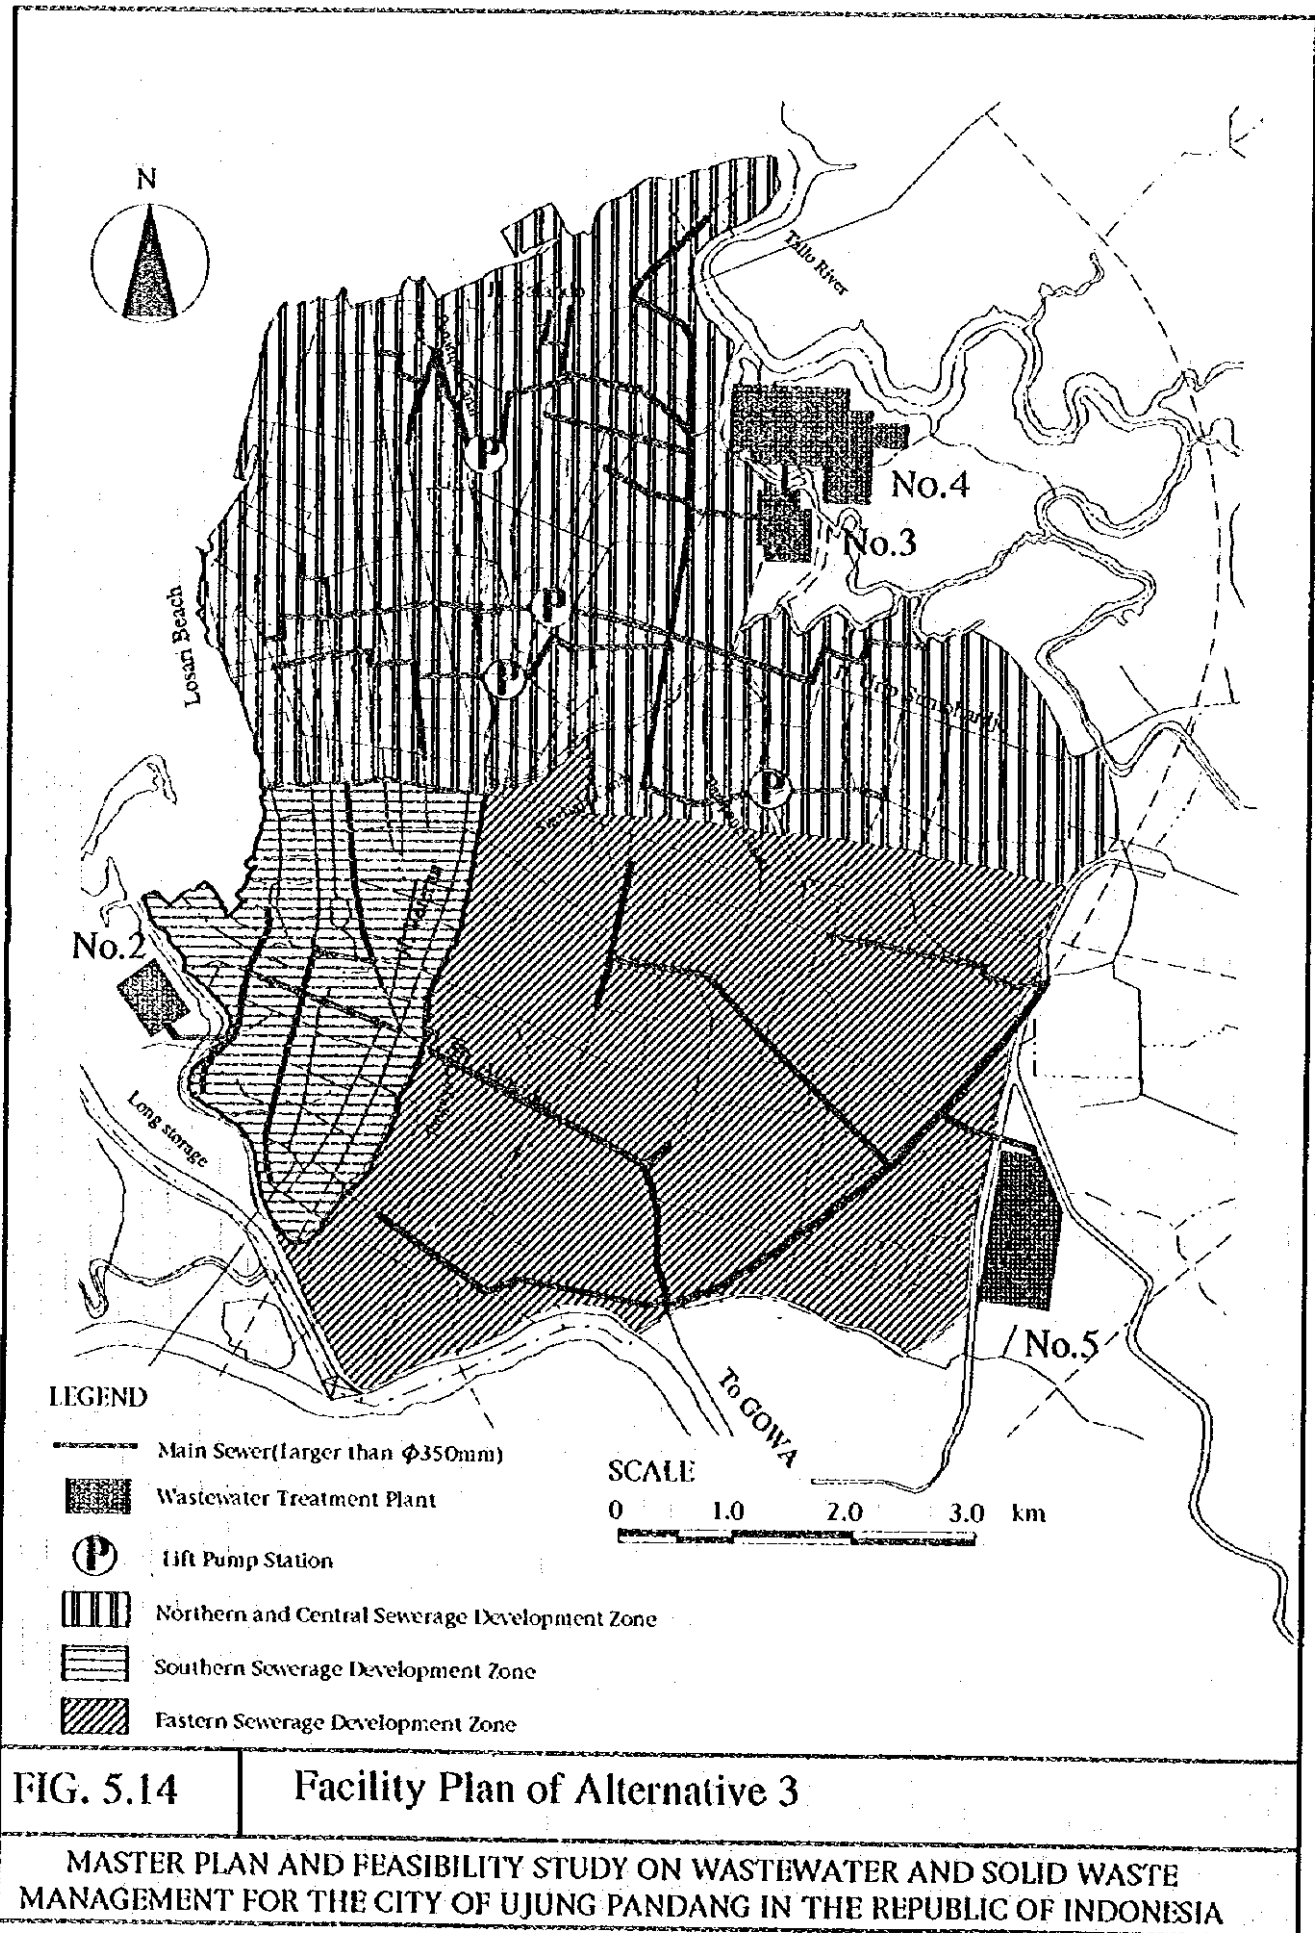 N
Tallo River
No.4
No.3
Losari Beach
No.2
Long storage
No.5
To GOWA
P
P
P
P
LEGEND
Main Sewer(larger than ϕ350mm)
Wastewater Treatment Plant
P Lift Pump Station
Northern and Central Sewerage Development Zone
Southern Sewerage Development Zone
Eastern Sewerage Development Zone
SCALE
0 1.0 2.0 3.0 km
FIG. 5.14
Facility Plan of Alternative 3
MASTER PLAN AND FEASIBILITY STUDY ON WASTEWATER AND SOLID WASTE
MANAGEMENT FOR THE CITY OF UJUNG PANDANG IN THE REPUBLIC OF INDONESIA